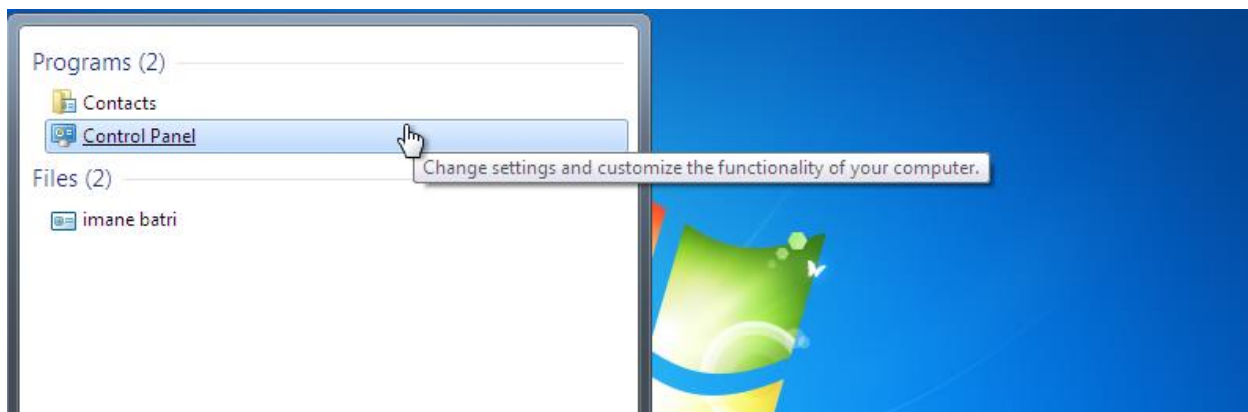 Programs (2)
Contacts
Control Panel
Change settings and customize the functionality of your computer.
Files (2)
imane batri